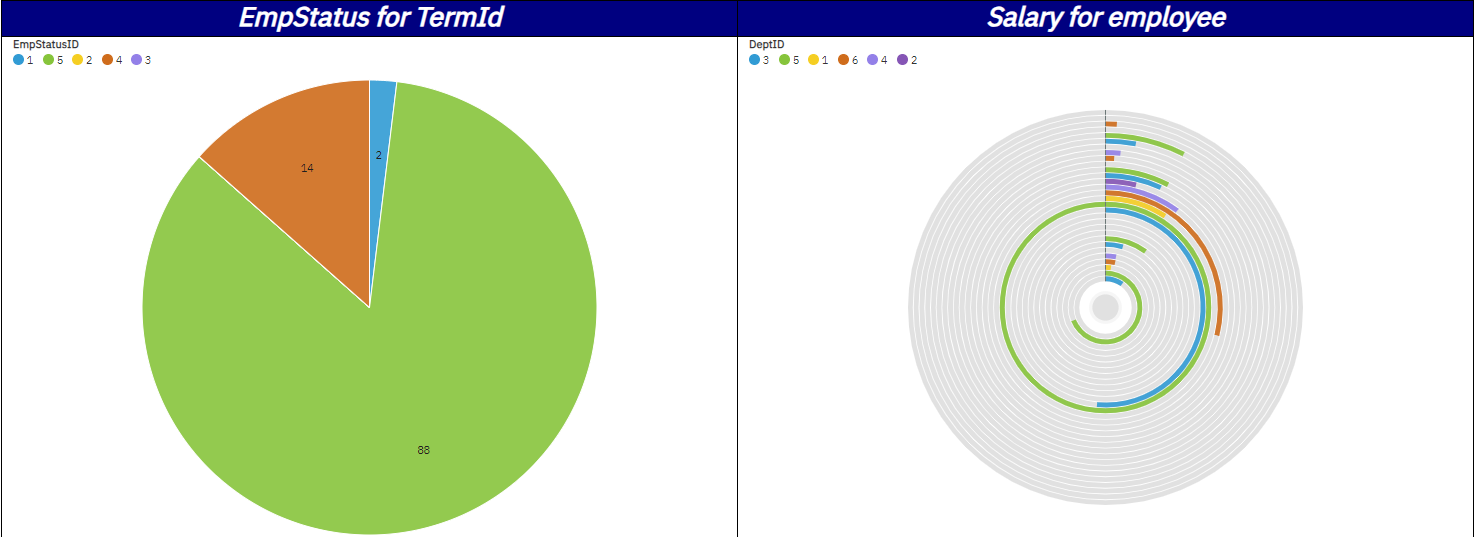 EmpStatus for TermId
EmpStatusID
1 5 2 4 3
14
2
88
Salary for employee
DeptID
3 5 1 6 4 2